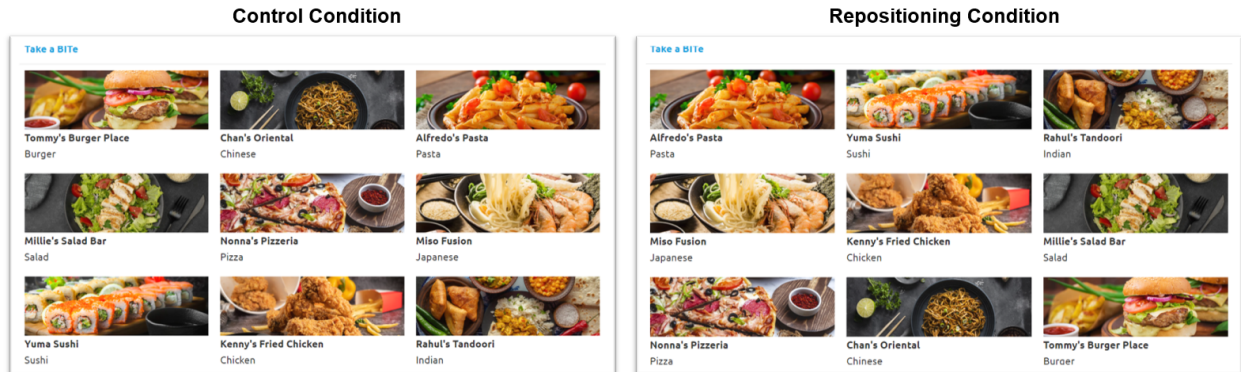 Control Condition
Take a BITe
Tommy's Burger Place
Burger
Chan's Oriental
Chinese
Alfredo's Pasta
Pasta
Millie's Salad Bar
Salad
Nonna's Pizzeria
Pizza
Miso Fusion
Japanese
Yuma Sushi
Sushi
Kenny's Fried Chicken
Chicken
Rahul's Tandoori
Indian
Repositioning Condition
Take a BITe
Alfredo's Pasta
Pasta
Yuma Sushi
Sushi
Rahul's Tandoori
Indian
Miso Fusion
Japanese
Kenny's Fried Chicken
Chicken
Millie's Salad Bar
Salad
Nonna's Pizzeria
Pizza
Chan's Oriental
Chinese
Tommy's Burger Place
Burger